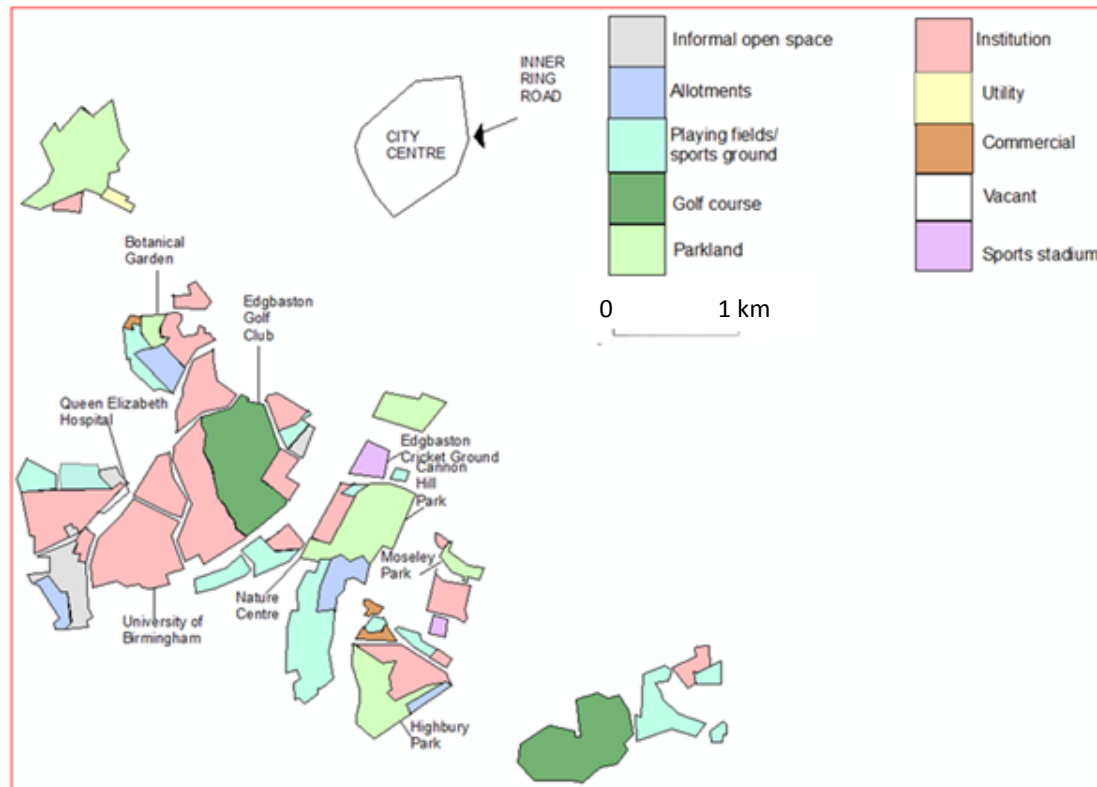 INNER
RING
ROAD
CITY
CENTRE
Informal open space
Allotments
Playing fields/
sports ground
Golf course
Parkland
Institution
Utility
Commercial
Vacant
Sports stadium
0 1 km
Botanical
Garden
Edgbaston
Golf
Club
Queen Elizabeth
Hospital
Edgbaston
Cricket Ground
Cannon
Hill
Park
Moseley
Park
Nature
Centre
University of
Birmingham
Highbury
Park